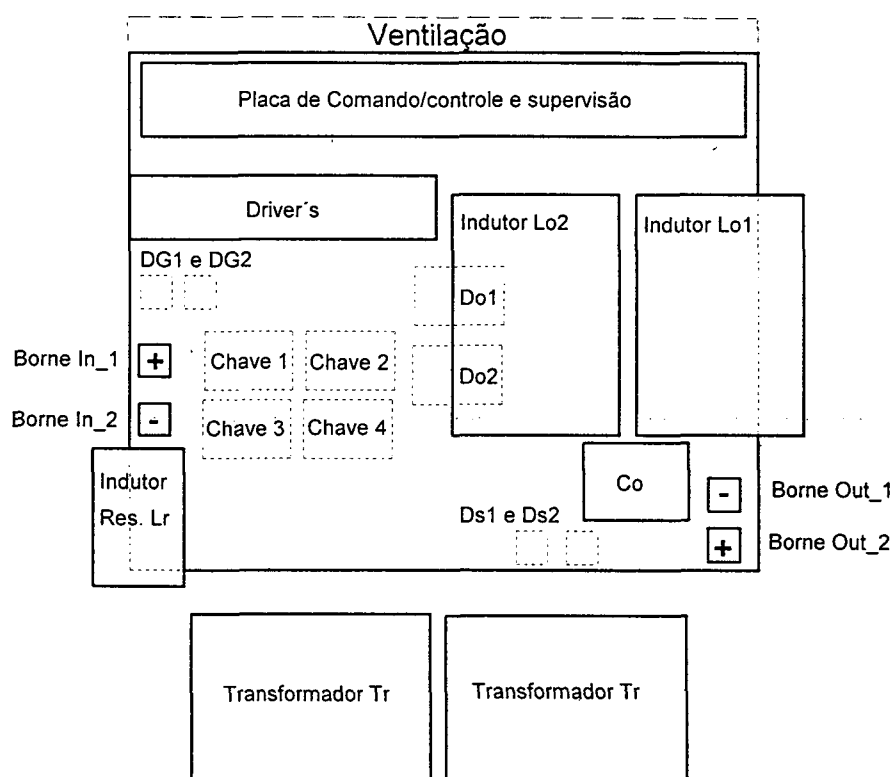 Ventilação
Placa de Comando/controle e supervisão
Driver´s
Indutor Lo2
Indutor Lo1
DG1 e DG2
Do1
Borne In_1
+
Chave 1
Chave 2
Do2
Borne In_2
-
Chave 3
Chave 4
Indutor
Res. Lr
Co
-
Borne Out_1
Ds1 e Ds2
+
Borne Out_2
Transformador Tr
Transformador Tr